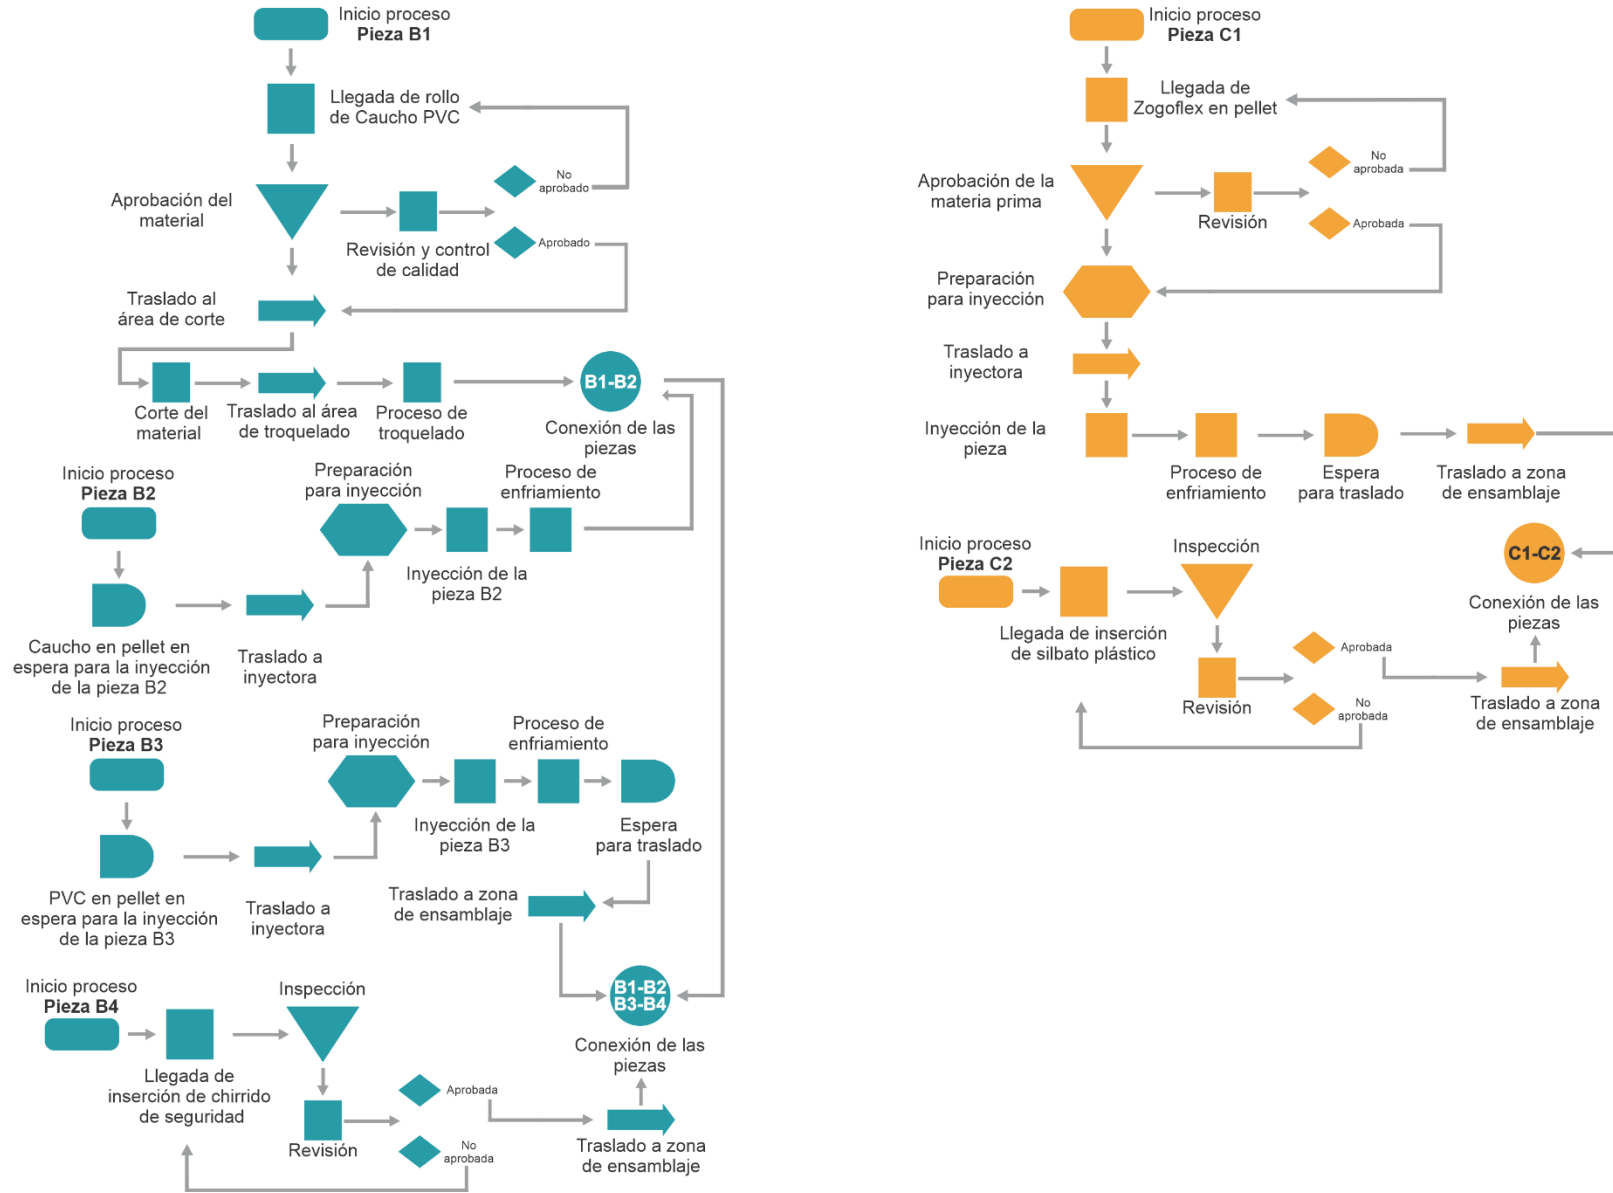 Inicio proceso
Pieza B1
Llegada de rollo
de Caucho PVC
No
aprobado
Aprobación del
material
Aprobado
Revisión y control
de calidad
Traslado al
área de corte
B1-B2
Corte del
material
Traslado al área
de troquelado
Proceso de
troquelado
Conexión de las
piezas
Inicio proceso
Pieza B2
Preparación
para inyección
Proceso de
enfriamiento
Inyección de la
pieza B2
Caucho en pellet en
espera para la inyección
de la pieza B2
Traslado a
inyectora
Inicio proceso
Pieza B3
Preparación
para inyección
Proceso de
enfriamiento
Inyección de la
pieza B3
Espera
para traslado
PVC en pellet en
espera para la inyección
de la pieza B3
Traslado a
inyectora
Traslado a zona
de ensamblaje
Inicio proceso
Pieza B4
Inspección
B1-B2
B3-B4
Conexión de las
piezas
Llegada de
inserción de chirrido
de seguridad
Aprobada
Revisión
No
aprobada
Traslado a zona
de ensamblaje
Inicio proceso
Pieza C1
Llegada de
Zogoflex en pellet
No
aprobada
Aprobación de la
materia prima
Revisión
Aprobada
Preparación
para inyección
Traslado a
inyectora
Inyección de la
pieza
Proceso de
enfriamiento
Espera
para traslado
Traslado a zona
de ensamblaje
Inicio proceso
Pieza C2
Inspección
C1-C2
Conexión de las
piezas
Llegada de inserción
de silbato plástico
Aprobada
Revisión
No
aprobada
Traslado a zona
de ensamblaje